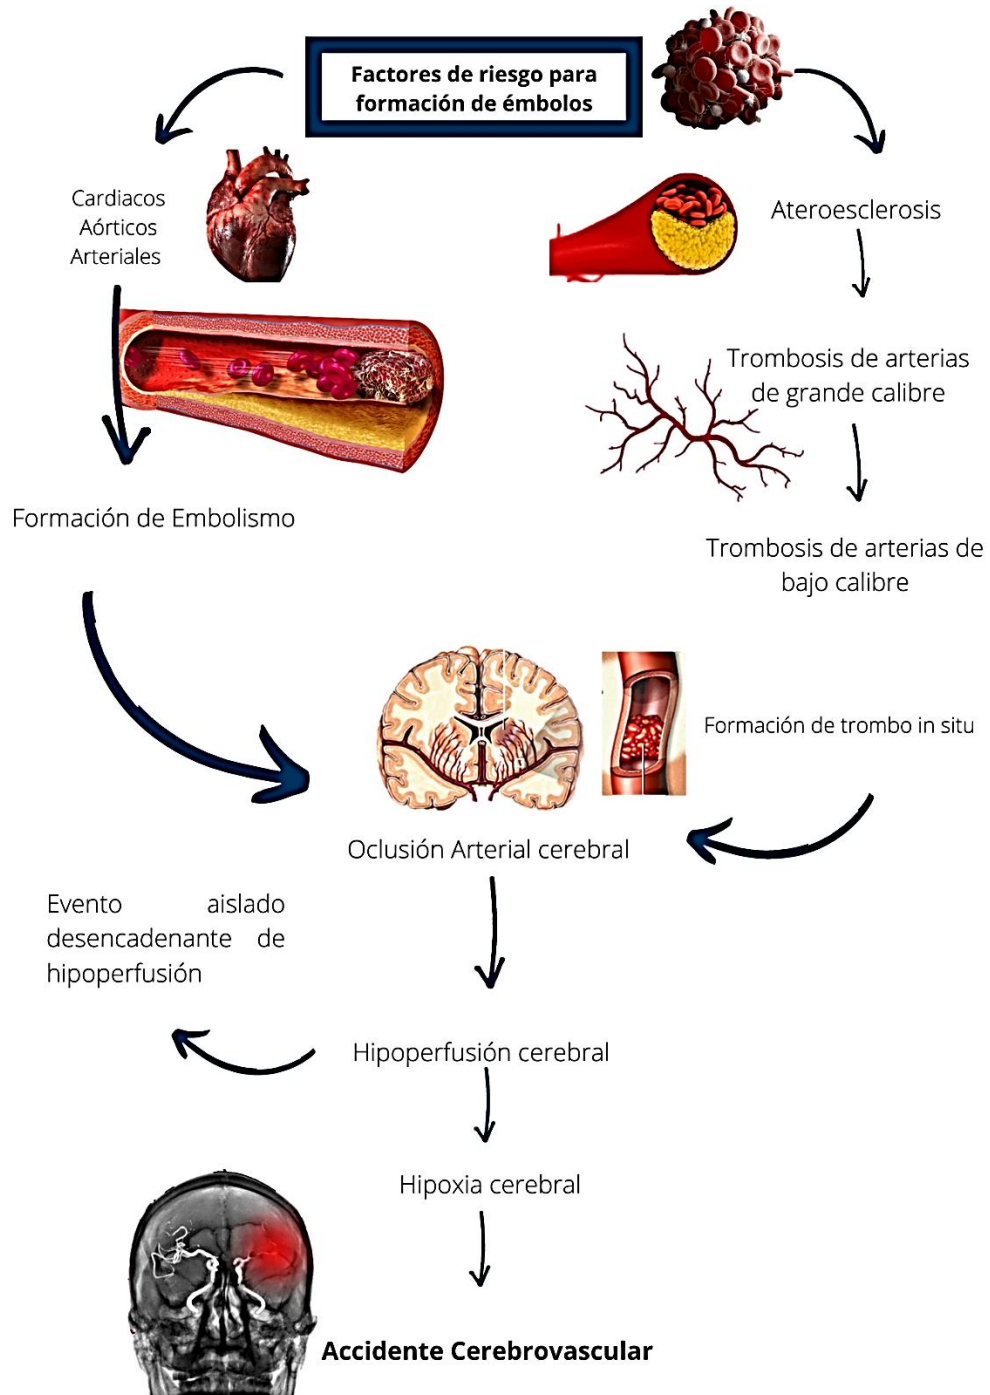 Factores de riesgo para
formación de émbolos
Cardiacos
Aórticos
Arteriales
Ateroesclerosis
Trombosis de arterias
de grande calibre
Formación de Embolismo
Trombosis de arterias de
bajo calibre
Formación de trombo in situ
Oclusión Arterial cerebral
Evento aislado
desencadenante de
hipoperfusión
Hipoperfusión cerebral
Hipoxia cerebral
Accidente Cerebrovascular